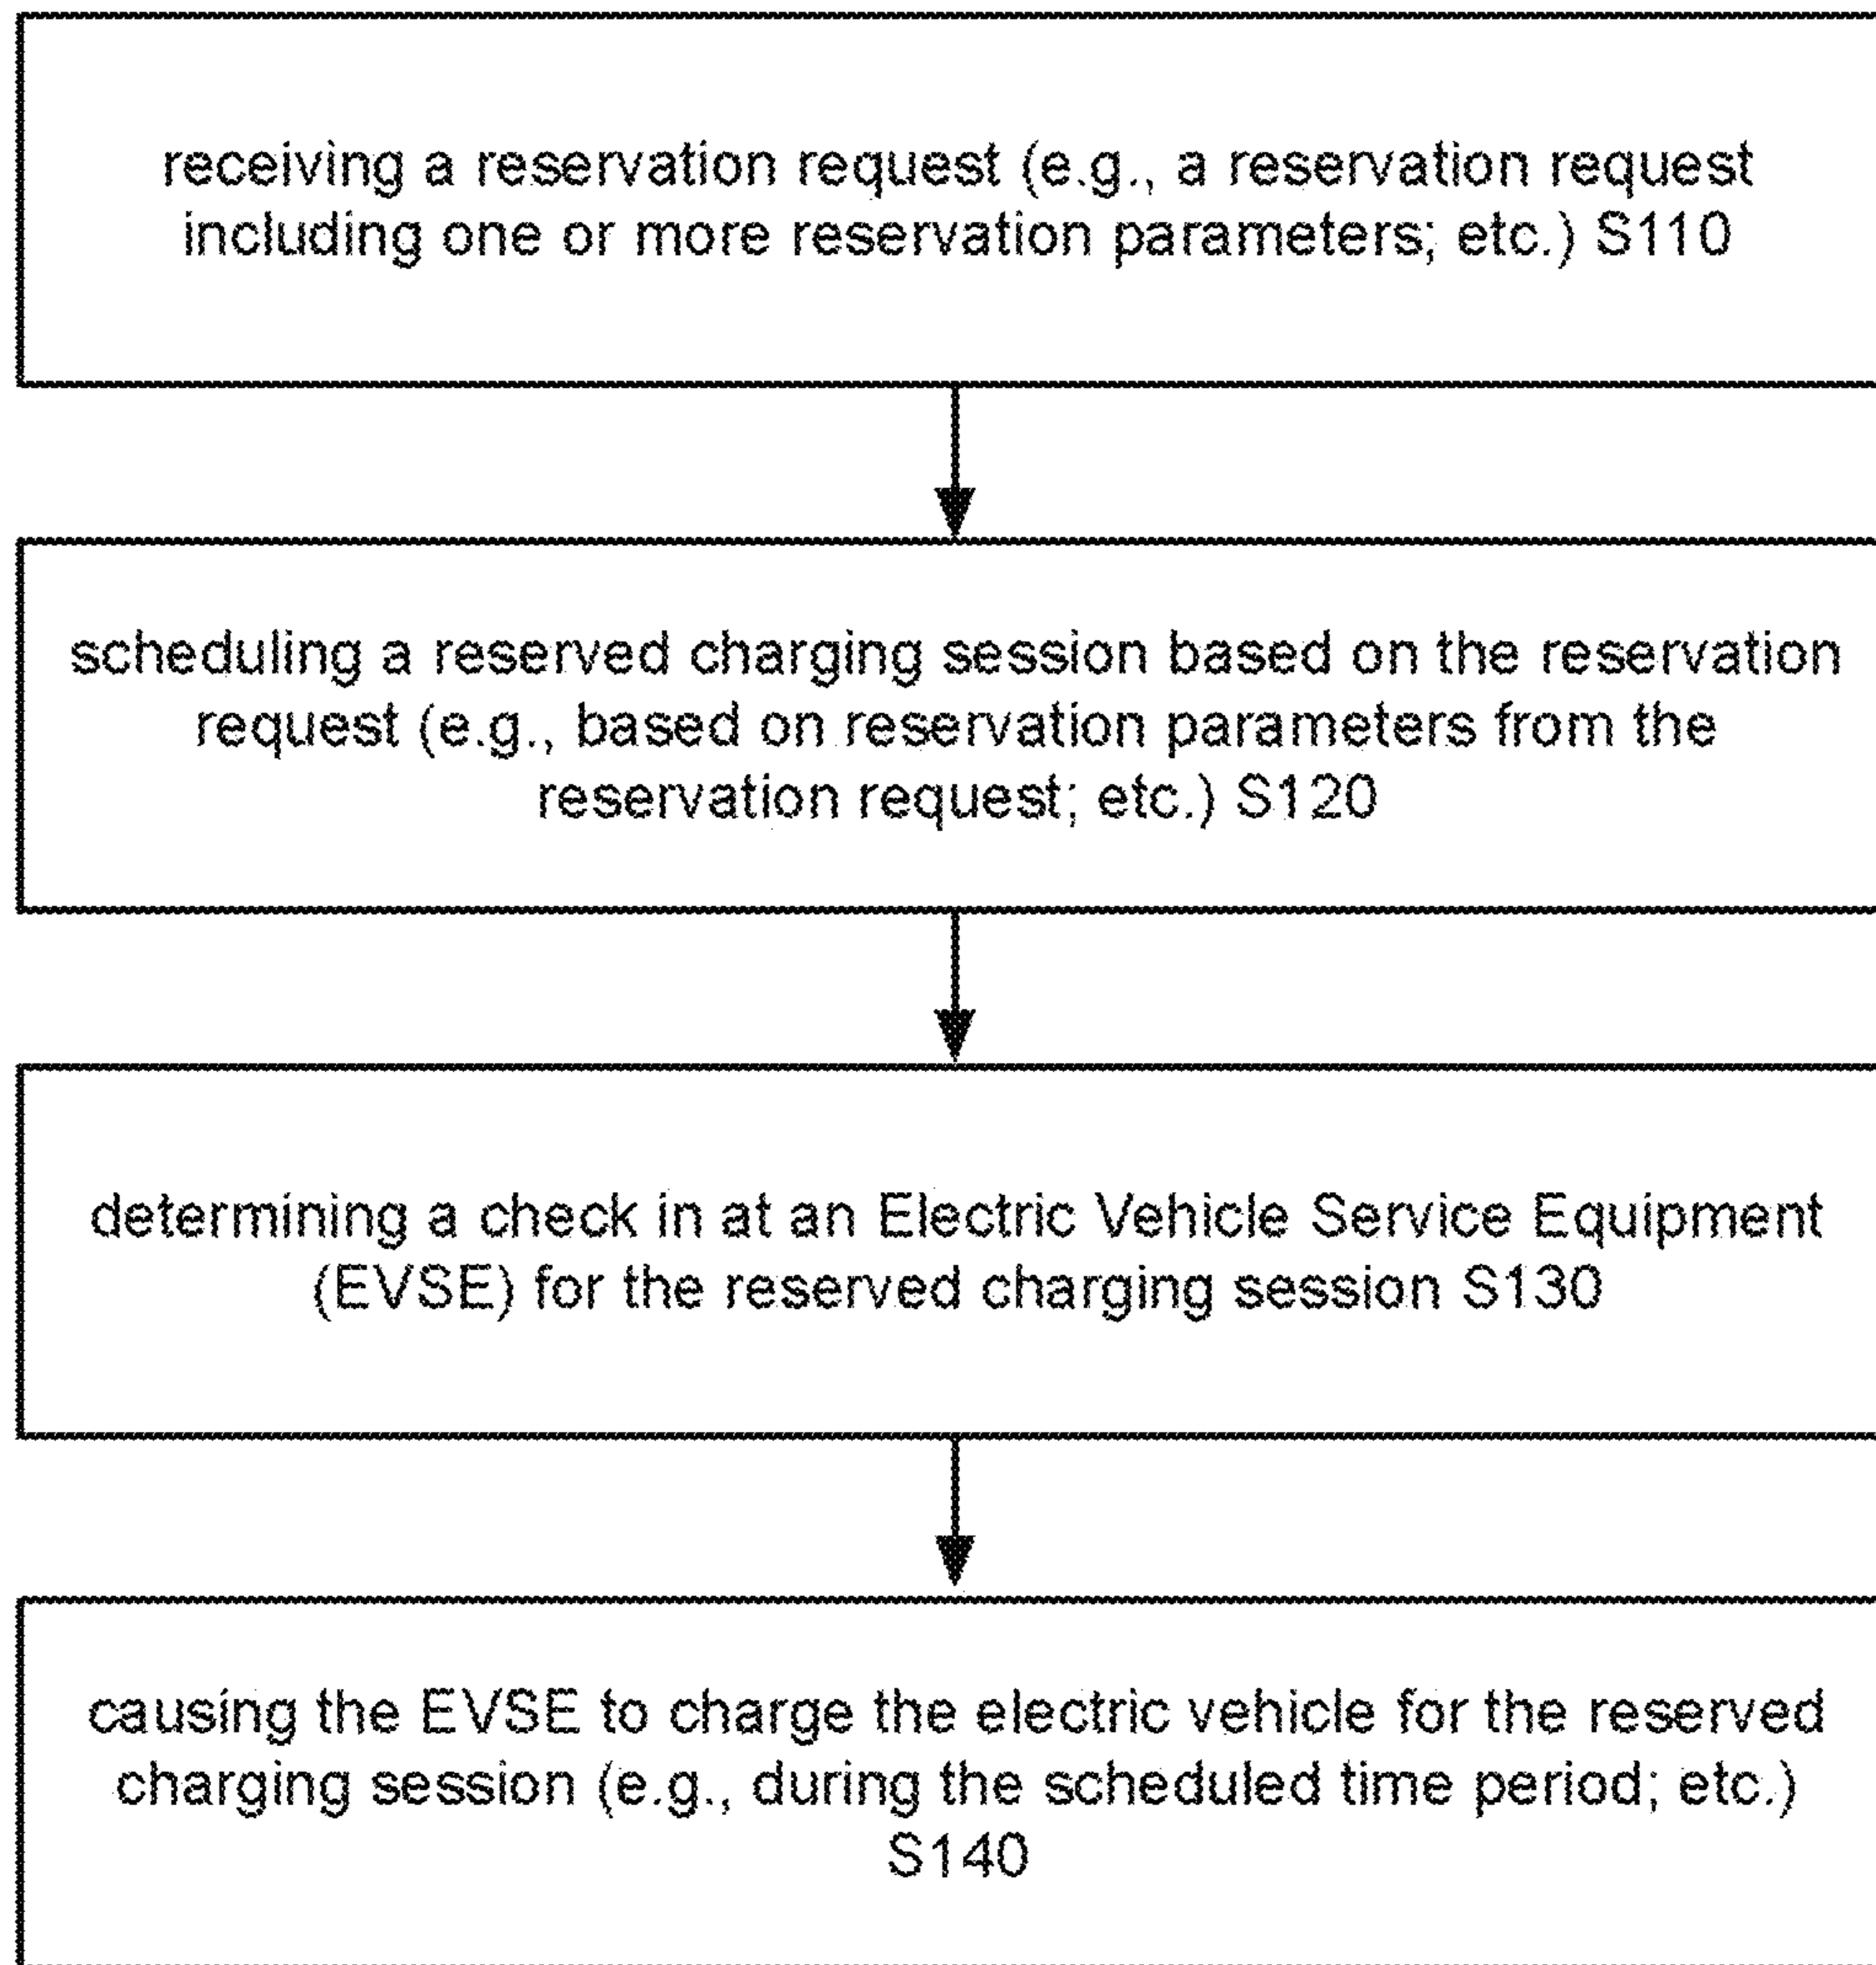 receiving a reservation request (e.g., a reservation request
including one or more reservation parameters; etc.) S110
scheduling a reserved charging session based on the reservation
request (e.g., based on reservation parameters from the
reservation request; etc.) S120
determining a check in at an Electric Vehicle Service Equipment
(EVSE) for the reserved charging session S130
causing the EVSE to charge the electric vehicle for the reserved
charging session (e.g., during the scheduled time period; etc.)
S140